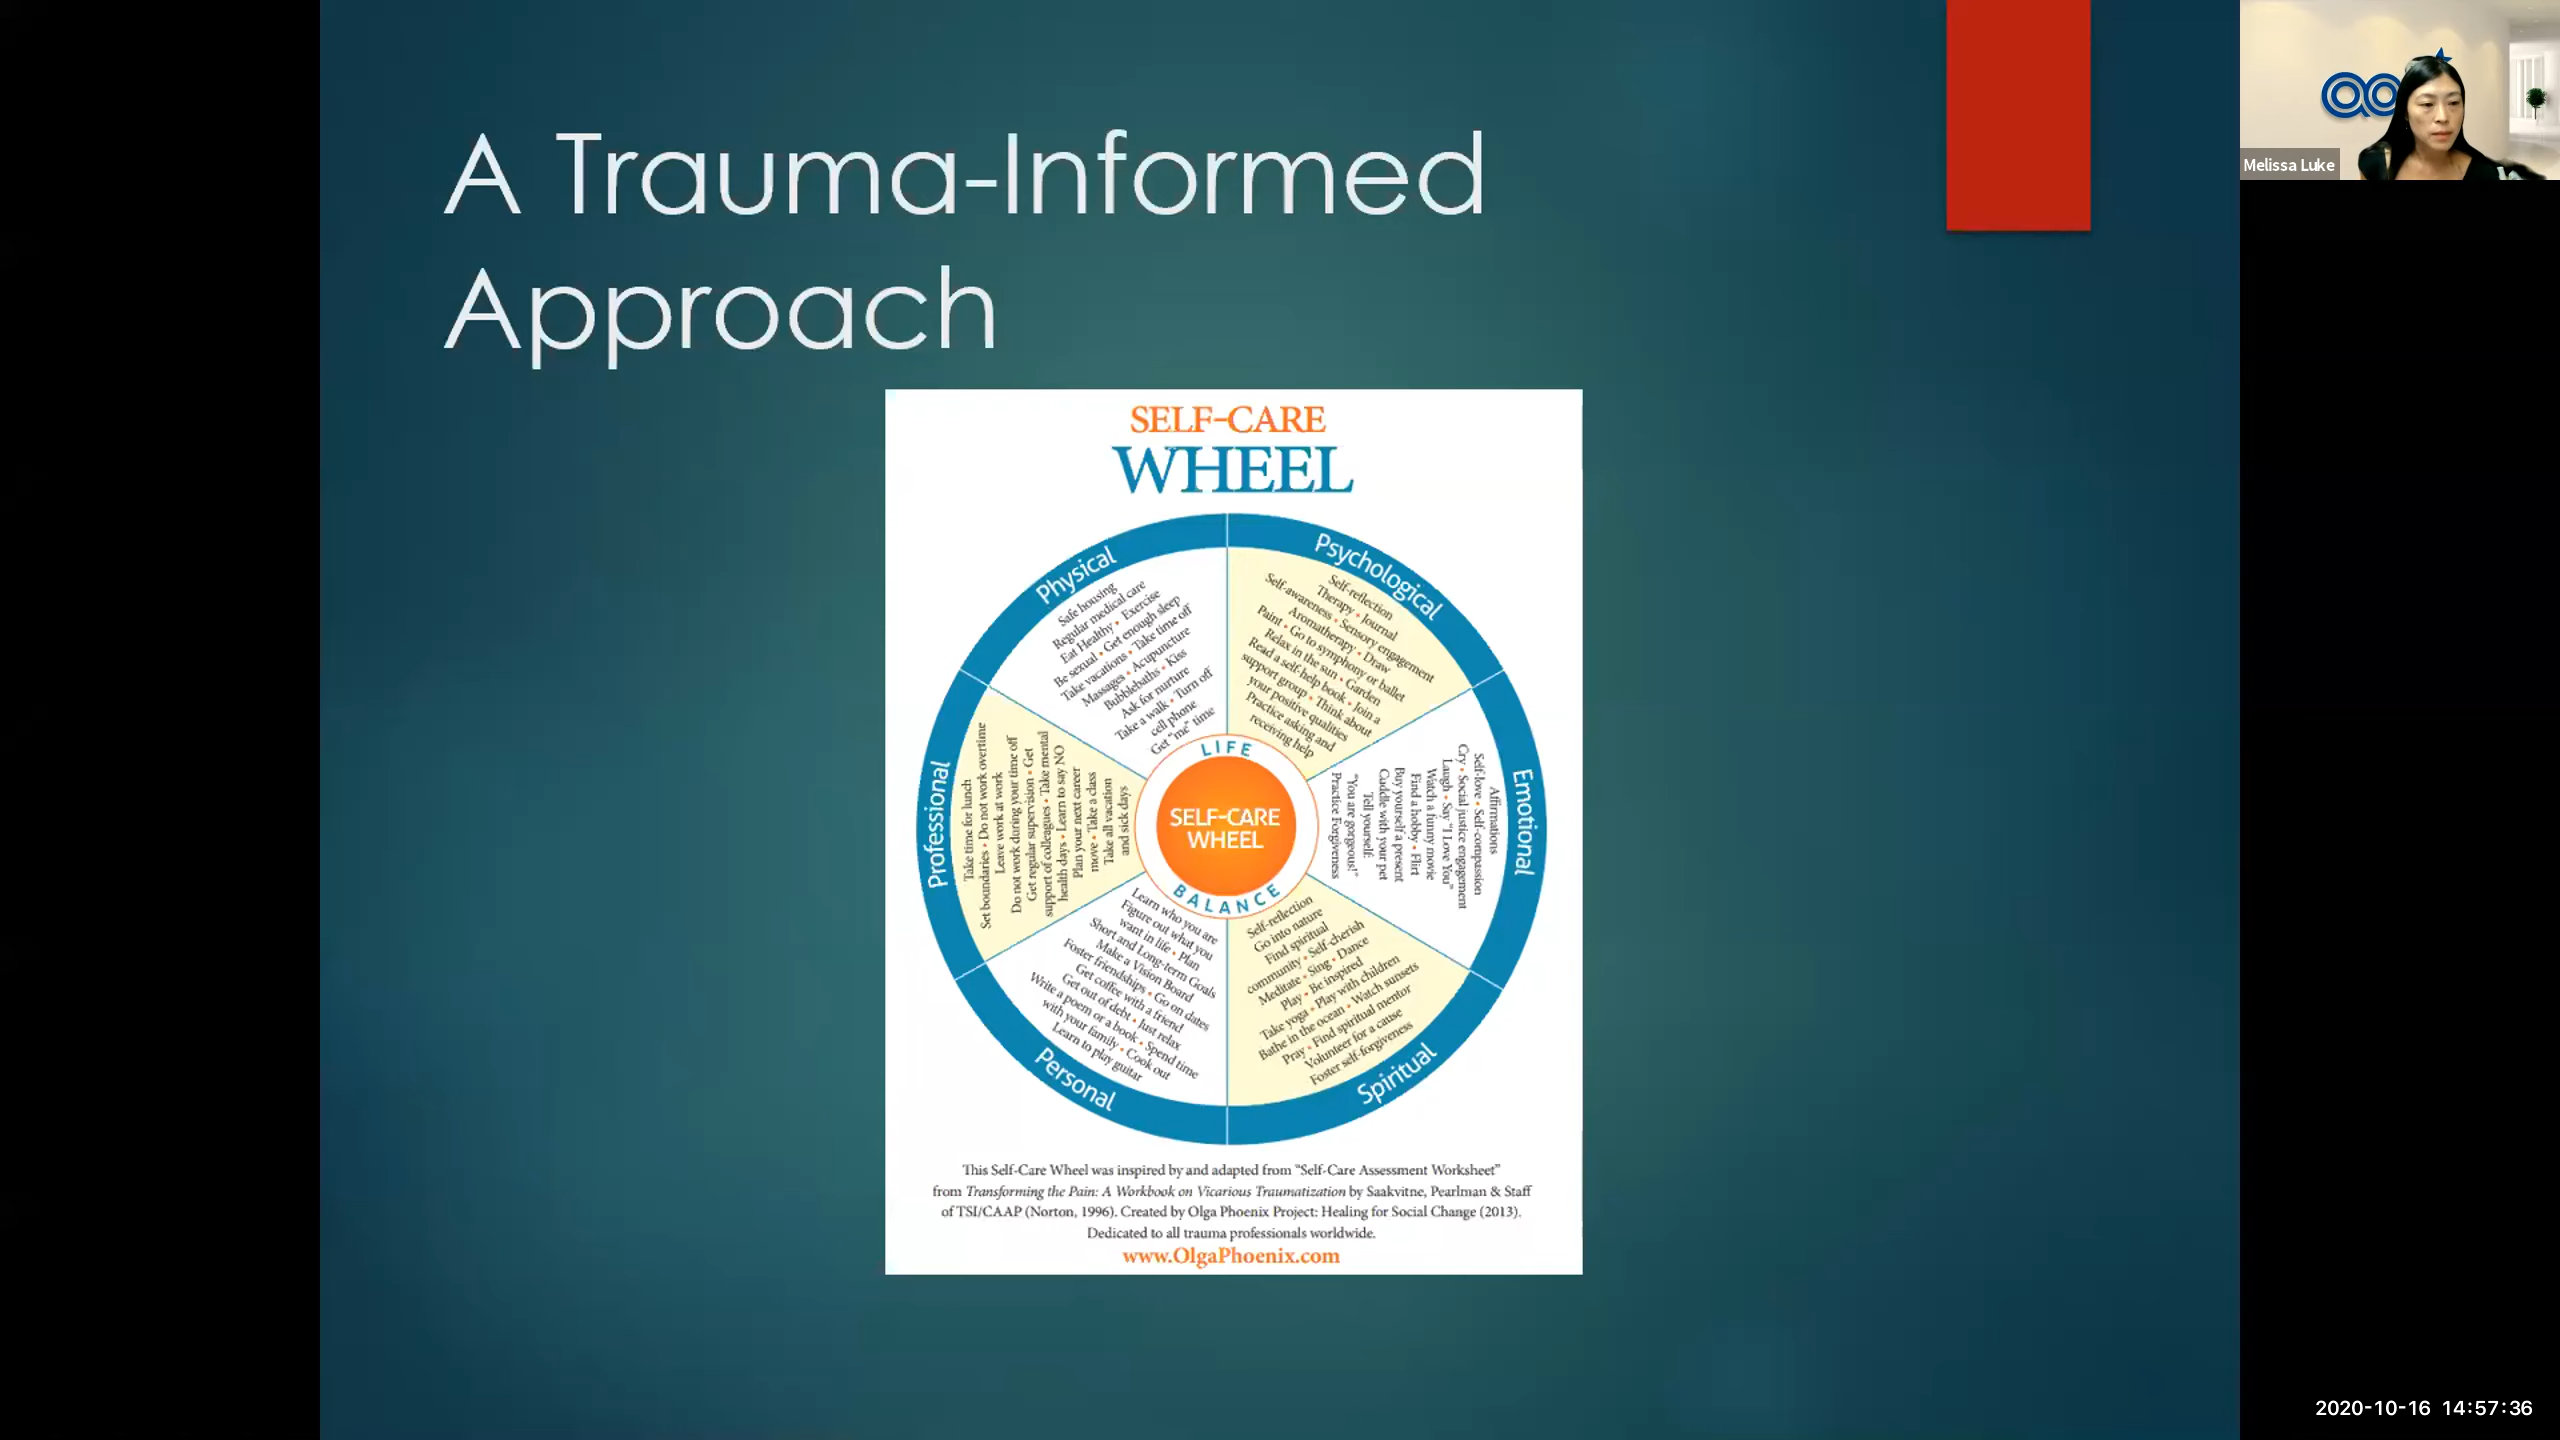 A Trauma-Informed
Approach
SELF-CARE
WHEEL
Physical
Safe housing
Regular medical care
Eat Healthy • Exercise
Be sexual • Get enough sleep
Take vacations • Take time off
Massages • Acupuncture
Bubblebaths • Kiss
Ask for nurture
Take a walk • Turn off
cell phone
Get "me" time
Psychological
Self-reflection
Therapy • Journal
Self-awareness • Sensory engagement
Aromatherapy • Draw
Paint • Go to symphony or ballet
Relax in the sun • Garden
Read a self-help book • Join a
support group • Think about
your positive qualities
Practice asking and
receiving help
Emotional
Affirmations
Self-love • Self-compassion
Cry • Social justice engagement
Laugh • Say "I Love You"
Watch a funny movie
Find a hobby • Flirt
Buy yourself a present
Cuddle with your pet
Tell yourself:
"You are gorgeous!"
Practice Forgiveness
Spiritual
Self-reflection
Go into nature
Find spiritual
community • Self-cherish
Meditate • Sing • Dance
Play • Be inspired
Take yoga • Play with children
Bathe in the ocean • Watch sunsets
Pray • Find spiritual mentor
Volunteer for a cause
Foster self-forgiveness
Personal
Learn who you are
Figure out what you
want in life • Plan
Short and Long-term Goals
Make a Vision Board
Foster friendships • Go on dates
Get coffee with a friend
Get out of debt • Just relax
Write a poem or a book • Spend time
with your family • Cook out
Learn to play guitar
Professional
Take time for lunch
Set boundaries • Do not work overtime
Leave work at work
Do not work during your time off
Get regular supervision • Get
support of colleagues • Take mental
health days • Learn to say NO
Plan your next career
move • Take a class
Take all vacation
and sick days
LIFE
SELF-CARE
WHEEL
BALANCE
This Self-Care Wheel was inspired by and adapted from "Self-Care Assessment Worksheet"
from Transforming the Pain: A Workbook on Vicarious Traumatization by Saakvitne, Pearlman & Staff
of TSI/CAAP (Norton, 1996). Created by Olga Phoenix Project: Healing for Social Change (2013).
Dedicated to all trauma professionals worldwide.
www.OlgaPhoenix.com
Melissa Luke
2020-10-16 14:57:36